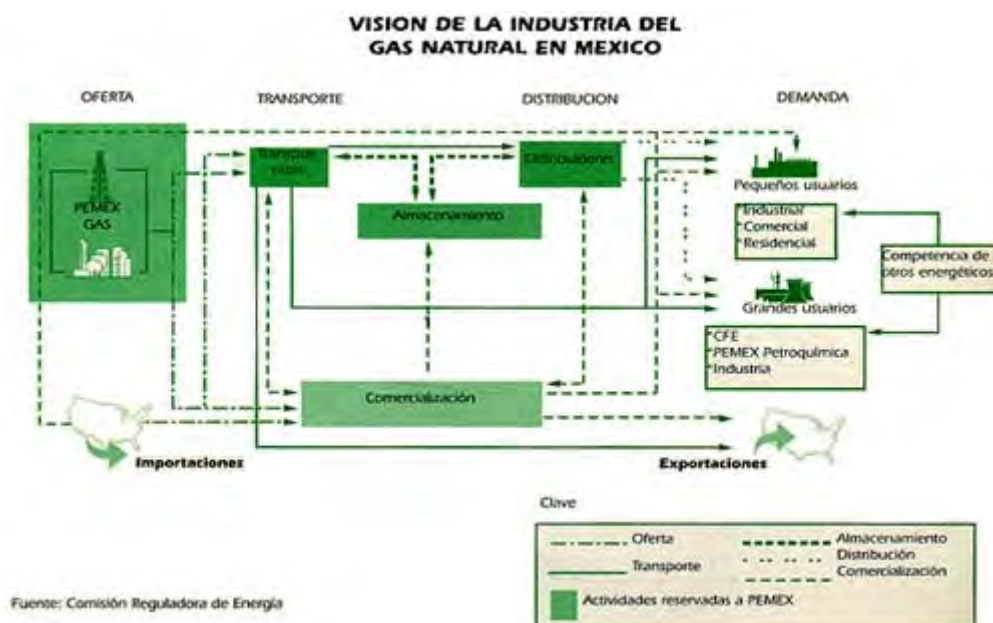 VISION DE LA INDUSTRIA DEL
GAS NATURAL EN MEXICO
OFERTA
TRANSPORTE
DISTRIBUCION
DEMANDA
PEMEX
GAS
Distribuidores
Almacenamiento
Pequeños usuarios
Industrial
Comercial
Residencial
Competencia de
otros energéticos
Grandes usuarios
CFE
PEMEX Petroquímica
Industria
Comercialización
Importaciones
Exportaciones
Clave
Oferta
Transporte
Almacenamiento
Distribución
Comercialización
Actividades reservadas a PEMEX
Fuente: Comisión Reguladora de Energía